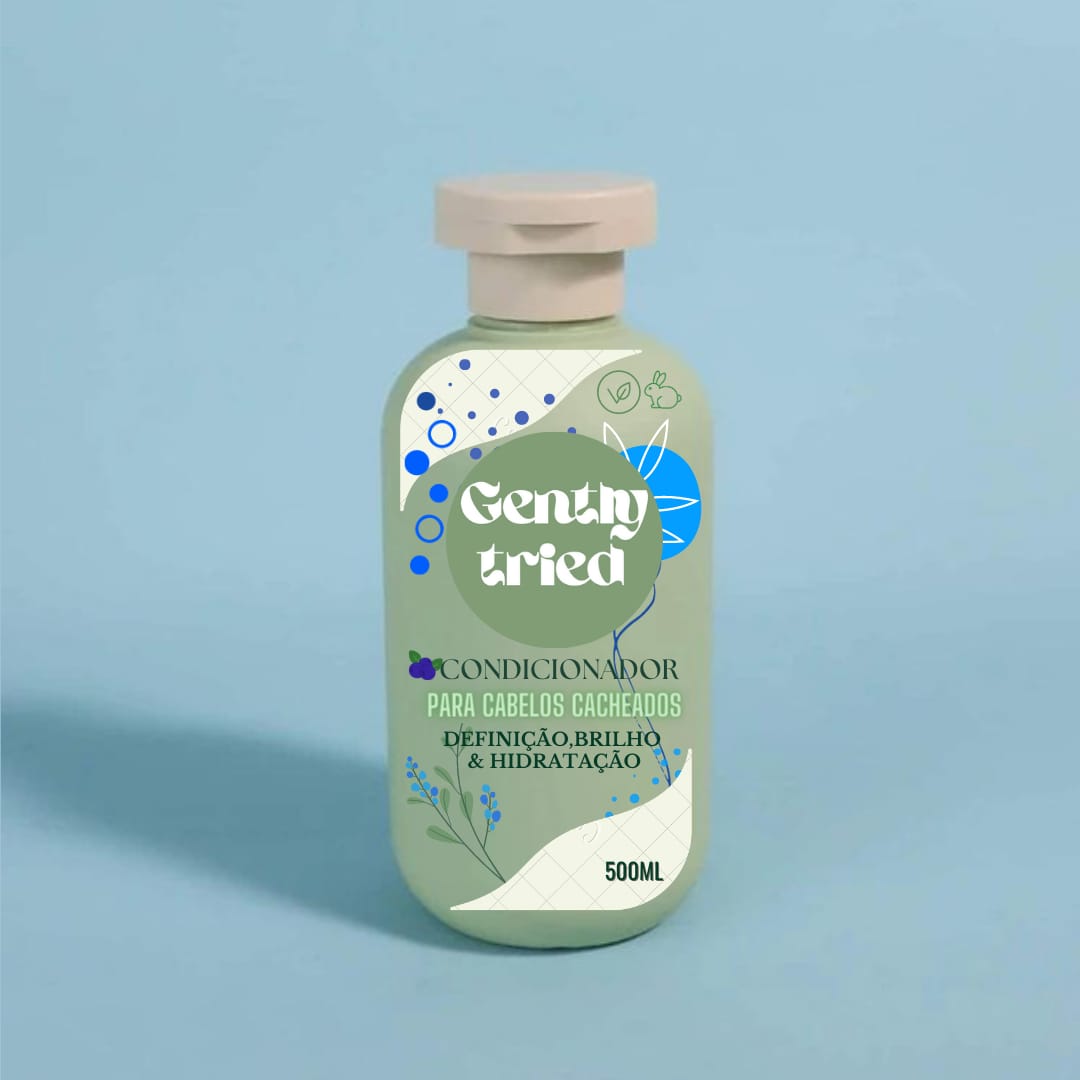 Gently
tried
CONDICIONADOR
PARA CABELOS CACHEADOS
DEFINIÇÃO,BRILHO
& HIDRATAÇÃO
500ML